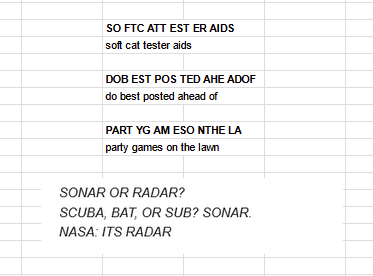 SO FTC ATT EST ER AIDS
soft cat tester aids
DOB EST POS TED AHE ADOF
do best posted ahead of
PART YG AM ESO NTHE LA
party games on the lawn
SONAR OR RADAR?
SCUBA, BAT, OR SUB? SONAR.
NASA: ITS RADAR